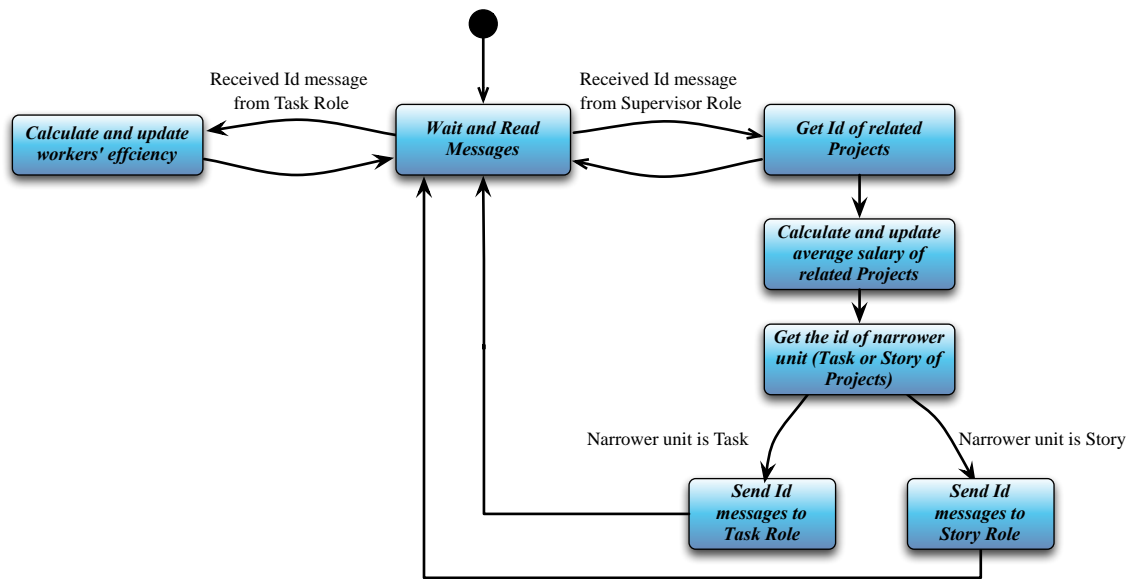 Received Id message
from Task Role
Received Id message
from Supervisor Role
Calculate and update
workers' effciency
Wait and Read
Messages
Get Id of related
Projects
Calculate and update
average salary of
related Projects
Get the id of narrower
unit (Task or Story of
Projects)
Narrower unit is Task
Narrower unit is Story
Send Id
messages to
Task Role
Send Id
messages to
Story Role